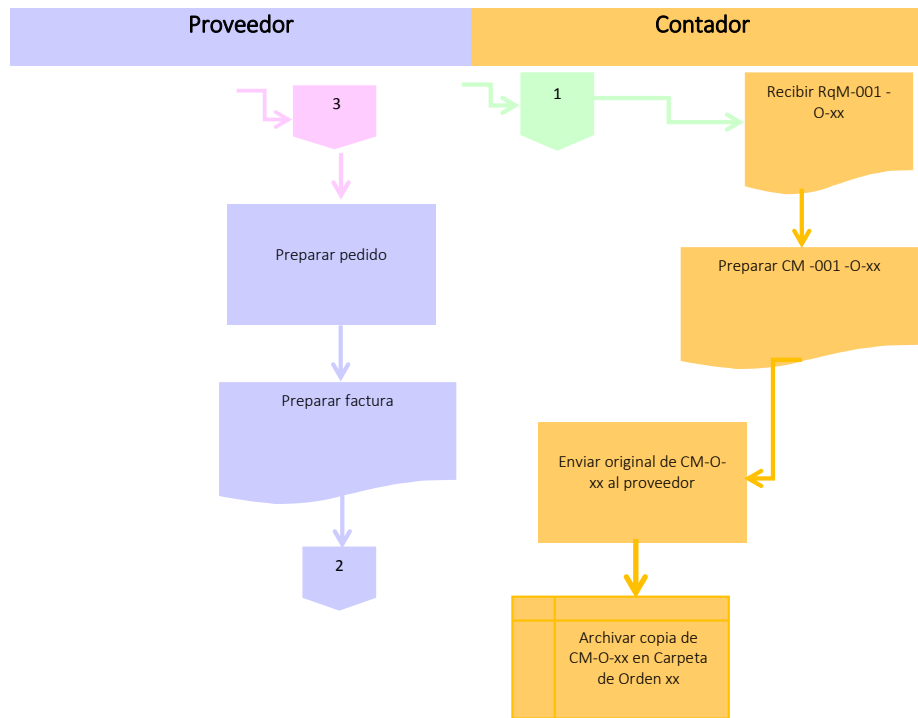 Proveedor
Contador
3
1
Recibir RqM-001 -
O-xx
Preparar pedido
Preparar CM -001 -O-xx
Preparar factura
Enviar original de CM-O-
xx al proveedor
2
Archivar copia de
CM-O-xx en Carpeta
de Orden xx